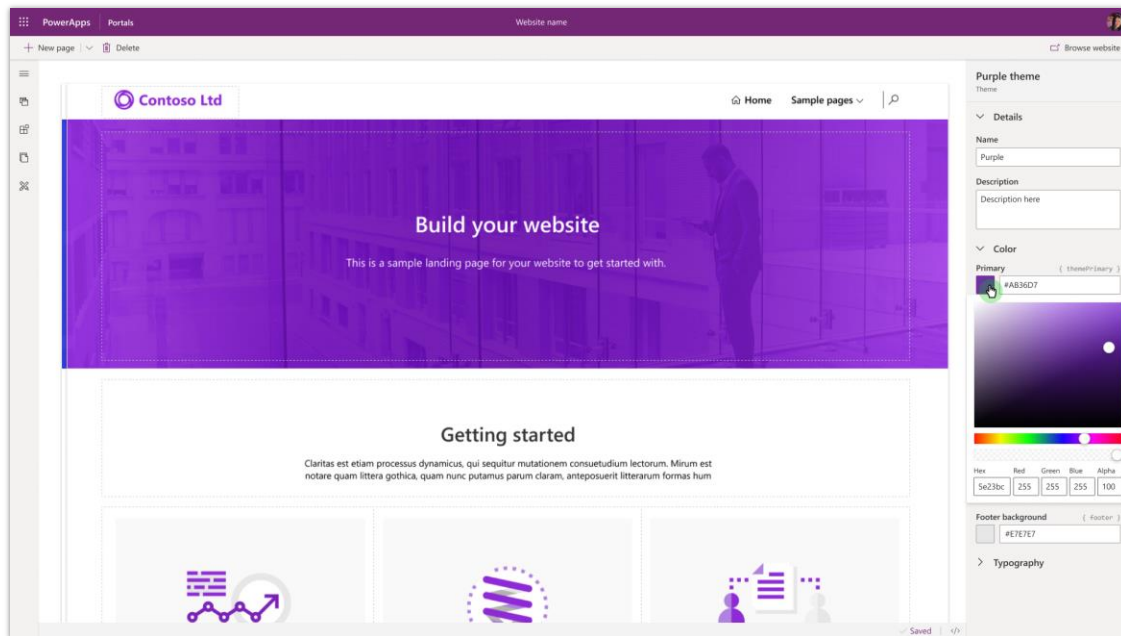 PowerApps Portals Website name
New page Delete Browse website
Contoso Ltd
Home Sample pages
Build your website
This is a sample landing page for your website to get started with.
Getting started
Claritas est etiam processus dynamicus, qui sequitur mutationem consuetudium lectorum. Mirum est
notare quam littera gothica, quam nunc putamus parum claram, anteposuerit litterarum formas hum
Purple theme
Theme
Details
Name
Purple
Description
Description here
Color
Primary { themePrimary }
#AB36D7
Hex Red Green Blue Alpha
5e23bc 255 255 255 100
Footer background { footer }
#E7E7E7
Typography
Saved </>